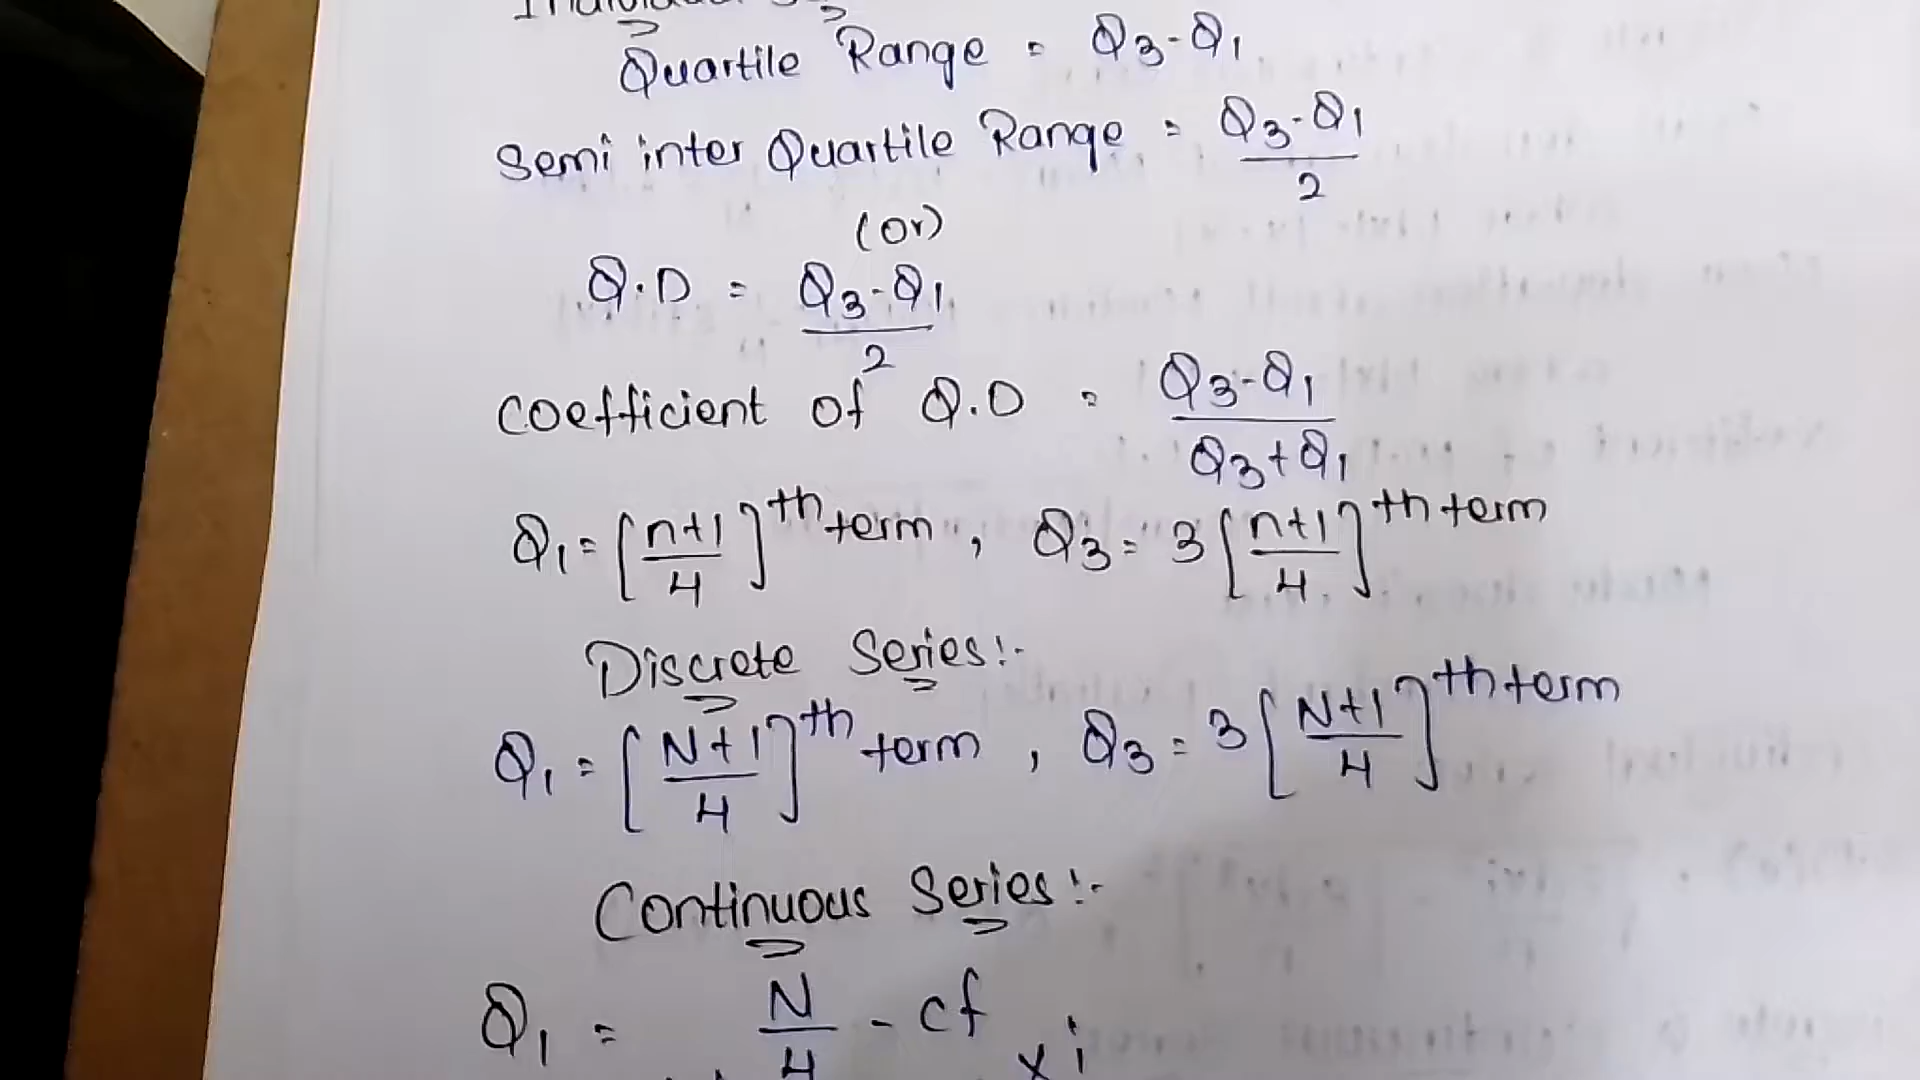 Quartile Range = Q3-Q1
Semi inter Quartile Range = Q3-Q1
2
(or)
Q.D = Q3-Q1
2
coefficient of Q.D = Q3-Q1
Q3+Q1
Q1 = [n+1/4]th term, Q3 = 3[n+1/4]th term
Discrete Series:-
Q1 = [N+1/4]th term, Q3 = 3[N+1/4]th term
Continuous Series:-
Q1 = N/4 - cf x i